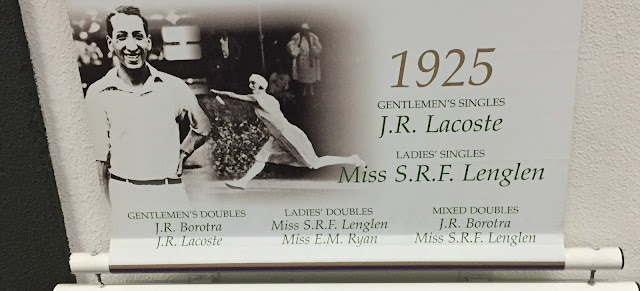 1925
GENTLEMEN'S SINGLES
J.R. Lacoste
LADIES' SINGLES
Miss S.R.F. Lenglen
GENTLEMEN'S DOUBLES
J.R. Borotra
J.R. Lacoste
LADIES' DOUBLES
Miss S.R.F. Lenglen
Miss E.M. Ryan
MIXED DOUBLES
J.R. Borotra
Miss S.R.F. Lenglen